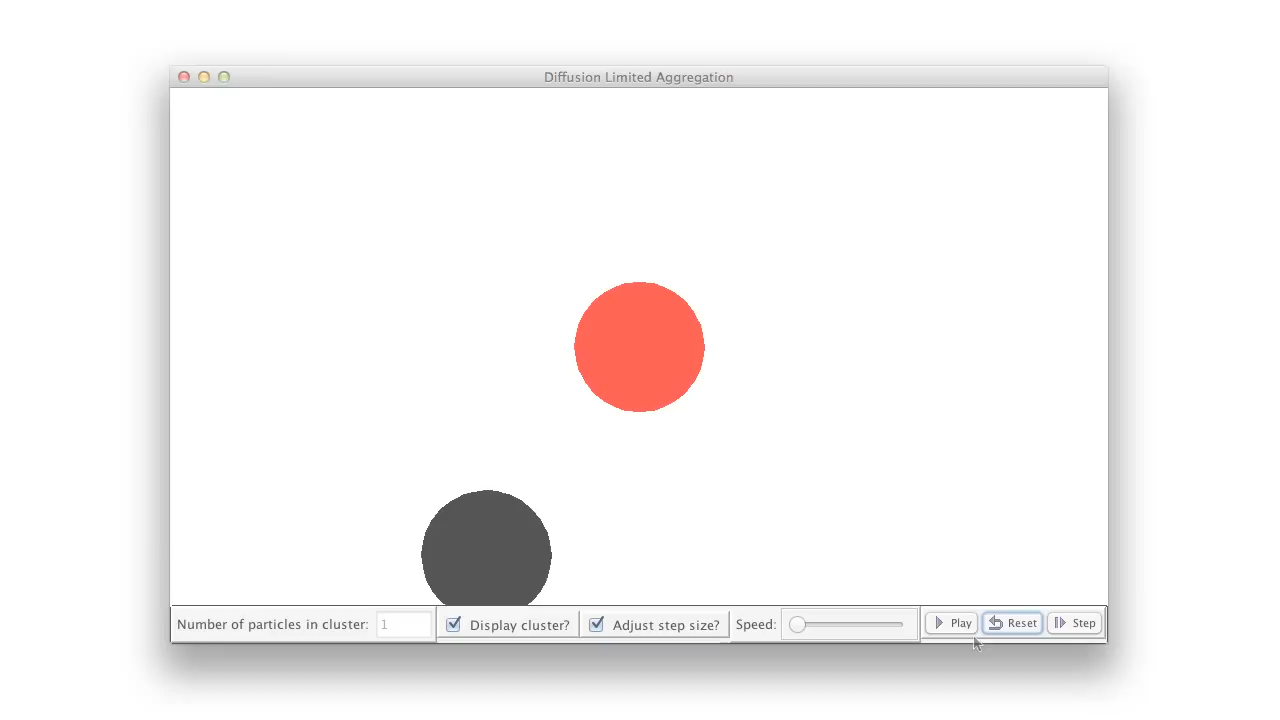 Diffusion Limited Aggregation
Number of particles in cluster: 1 Display cluster? Adjust step size? Speed: Play Reset Step